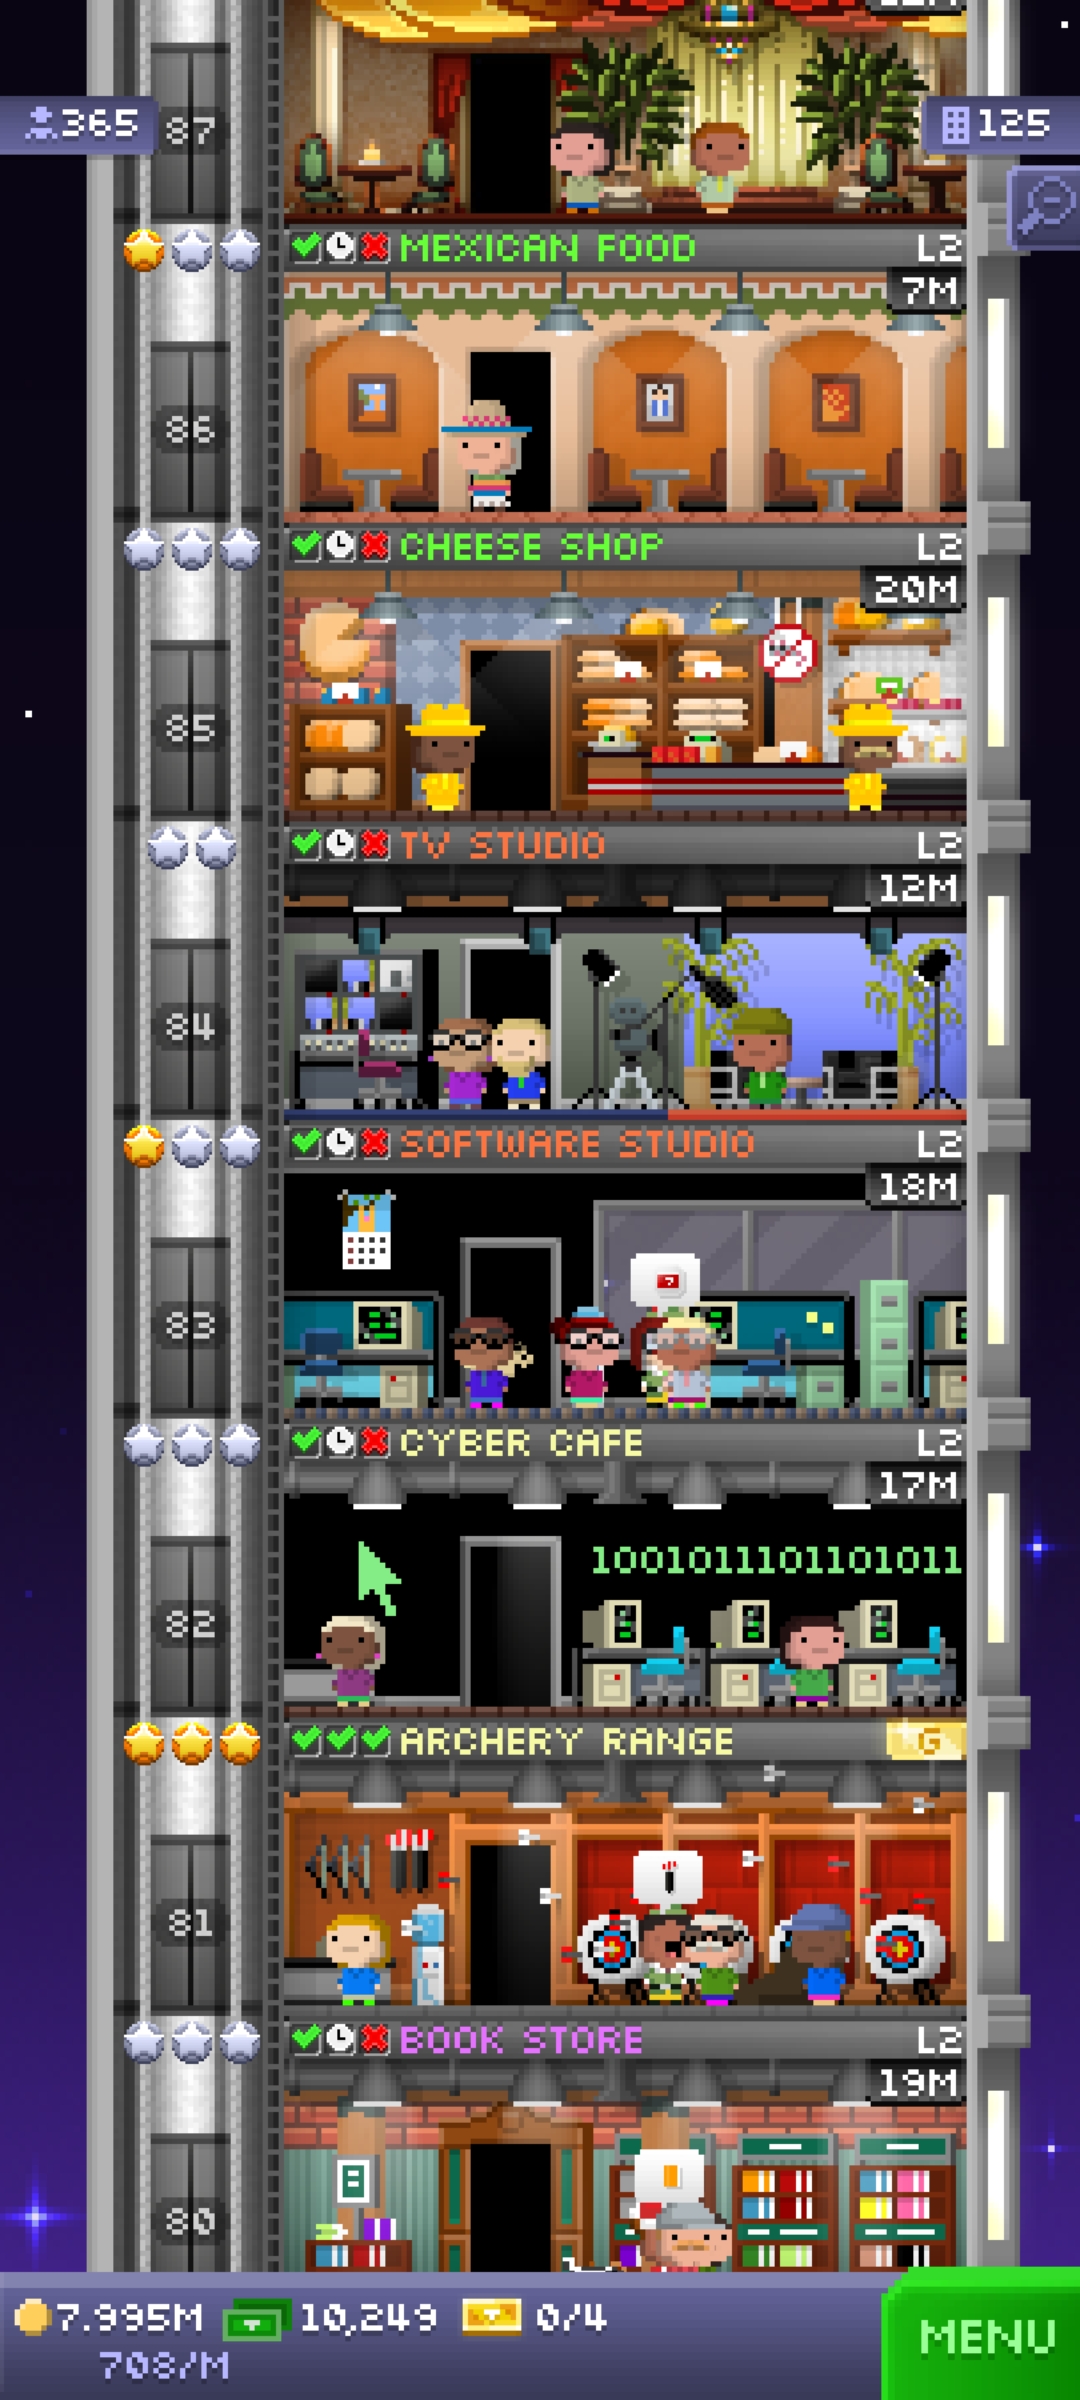 365
87
125
MEXICAN FOOD
L2
7M
86
CHEESE SHOP
L2
20M
85
TV STUDIO
L2
12M
84
SOFTWARE STUDIO
L2
18M
83
CYBER CAFE
L2
17M
1001011101101011
82
ARCHERY RANGE
G
81
BOOK STORE
L2
19M
80
7.995M
10,249
0/4
708/M
MENU